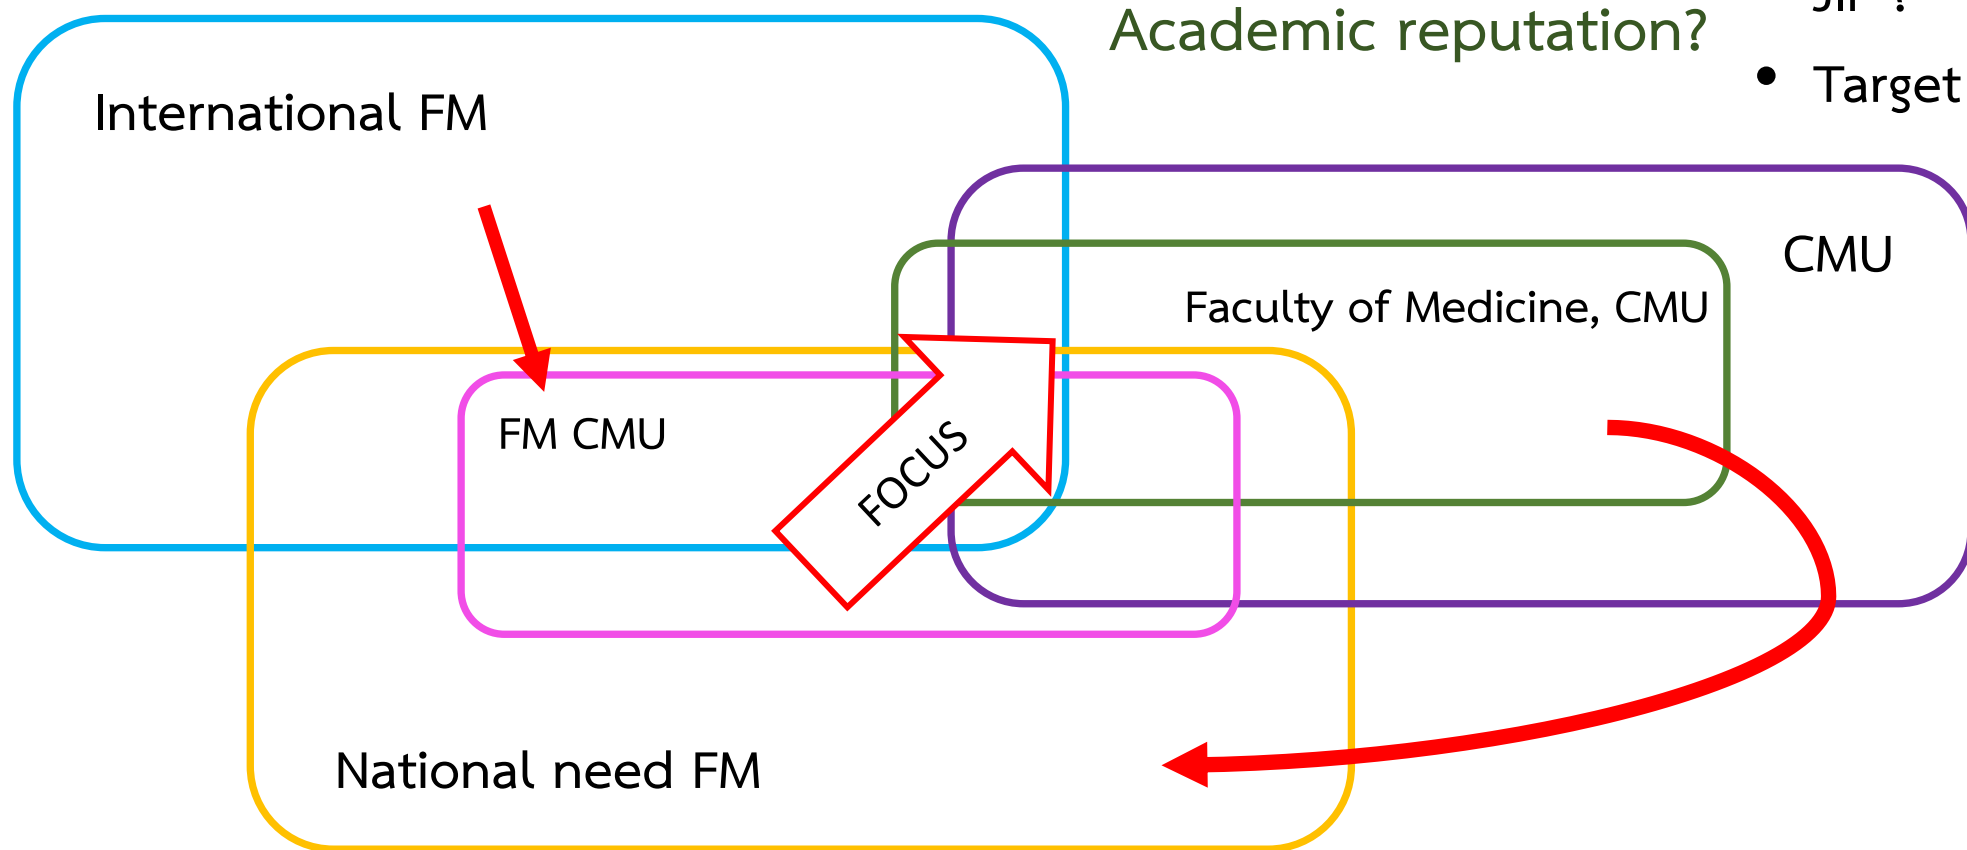 Academic reputation?
• Target
International FM
CMU
Faculty of Medicine, CMU
FM CMU
FOCUS
National need FM